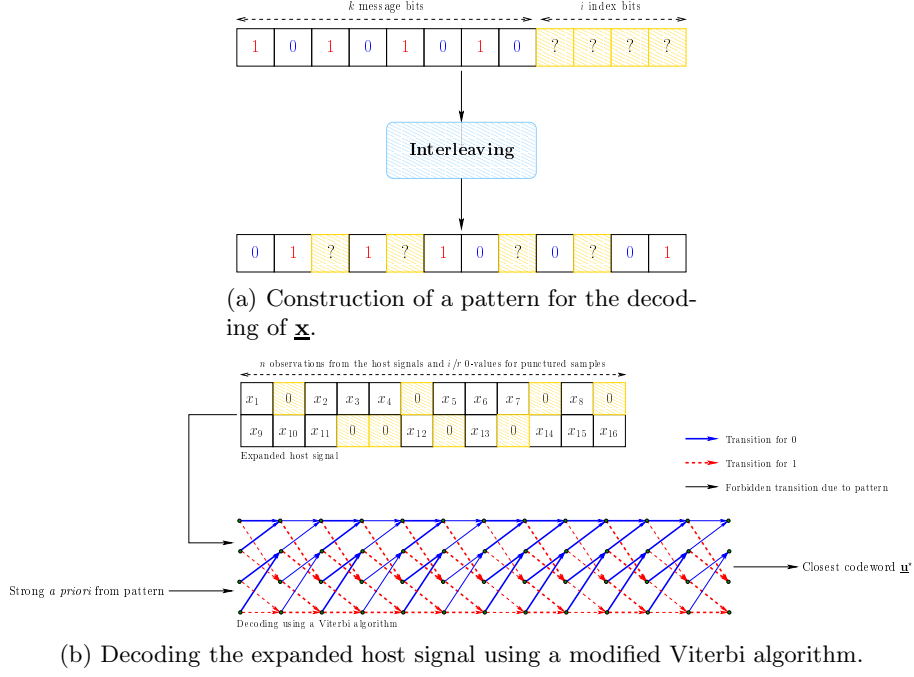 k message bits i index bits
1 0 1 0 1 0 1 0 ? ? ? ?
Interleaving
0 1 ? 1 ? 1 0 ? 0 ? 0 1
(a) Construction of a pattern for the decod-
ing of x.
n observations from the host signals and i/r 0-values for punctured samples
x1 0 x2 x3 x4 0 x5 x6 x7 0 x8 0
x9 x10 x11 0 0 x12 0 x13 0 x14 x15 x16
Expanded host signal
Transition for 0
Transition for 1
Forbidden transition due to pattern
Closest codeword u*
Strong a priori from pattern
Decoding using a Viterbi algorithm
(b) Decoding the expanded host signal using a modified Viterbi algorithm.